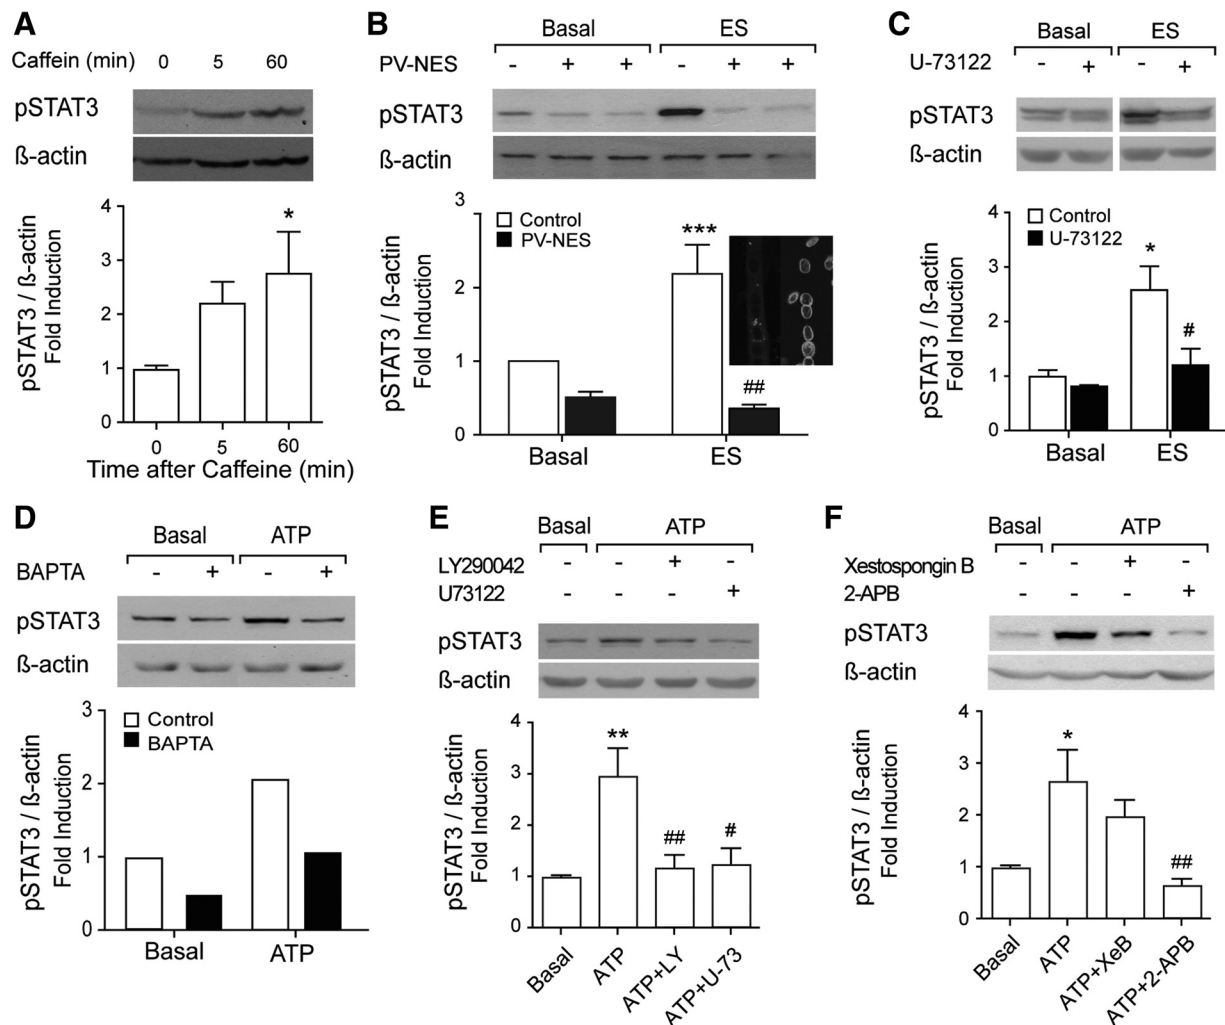 A
Caffein (min) 0 5 60
pSTAT3
ß-actin
pSTAT3 / ß-actin
Fold Induction
4
3
2
1
0
*
0 5 60
Time after Caffeine (min)
B
Basal ES
PV-NES - + + - + +
pSTAT3
ß-actin
pSTAT3 / ß-actin
Fold Induction
3
2
1
0
Control
PV-NES
***
##
Basal ES
C
Basal ES
U-73122 - + - +
pSTAT3
ß-actin
pSTAT3 / ß-actin
Fold Induction
4
3
2
1
0
Control
U-73122
*
#
Basal ES
D
Basal ATP
BAPTA - + - +
pSTAT3
ß-actin
pSTAT3 / ß-actin
Fold Induction
3
2
1
0
Control
BAPTA
Basal ATP
E
Basal ATP
LY290042 - - + -
U73122 - - - +
pSTAT3
ß-actin
pSTAT3 / ß-actin
Fold Induction
4
3
2
1
0
**
##
#
Basal
ATP
ATP+LY
ATP+U-73
F
Basal ATP
Xestospongin B - - + -
2-APB - - - +
pSTAT3
ß-actin
pSTAT3 / ß-actin
Fold Induction
4
3
2
1
0
*
##
Basal
ATP
ATP+XeB
ATP+2-APB